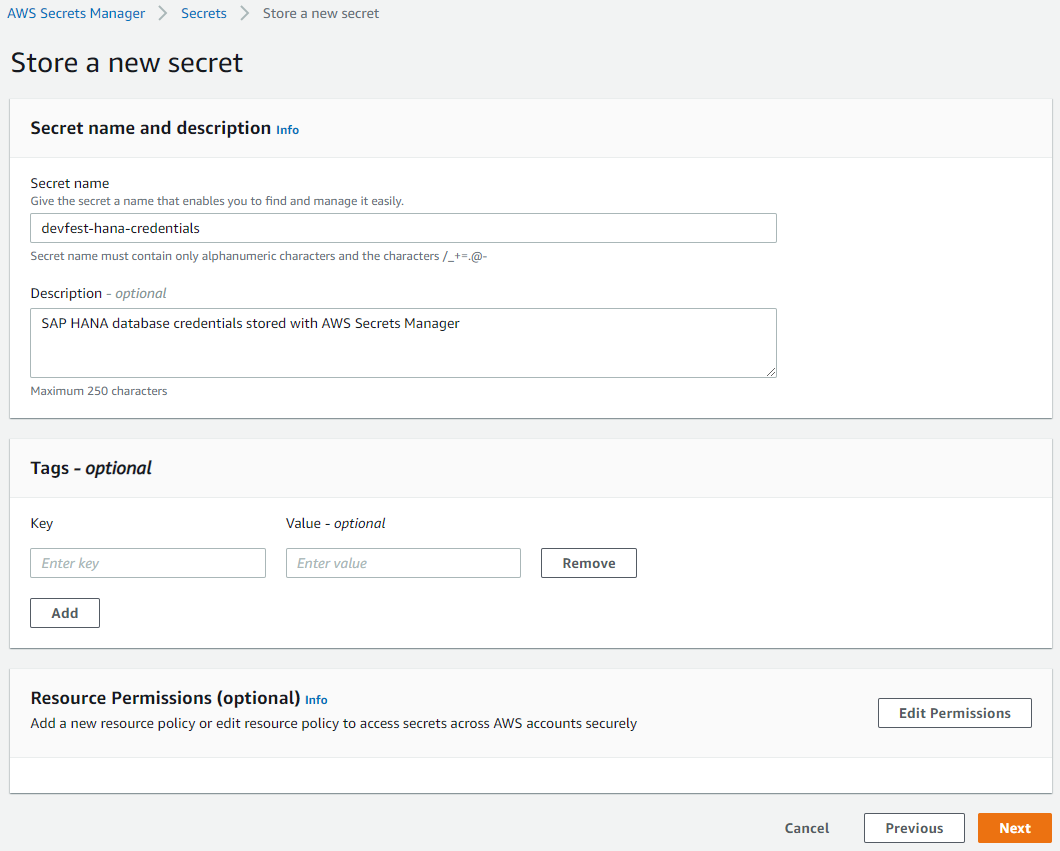 AWS Secrets Manager > Secrets > Store a new secret
Store a new secret
Secret name and description Info
Secret name
Give the secret a name that enables you to find and manage it easily.
devfest-hana-credentials
Secret name must contain only alphanumeric characters and the characters /_+=.@-
Description - optional
SAP HANA database credentials stored with AWS Secrets Manager
Maximum 250 characters
Tags - optional
Key Value - optional
Enter key Enter value Remove
Add
Resource Permissions (optional) Info
Add a new resource policy or edit resource policy to access secrets across AWS accounts securely
Edit Permissions
Cancel Previous Next